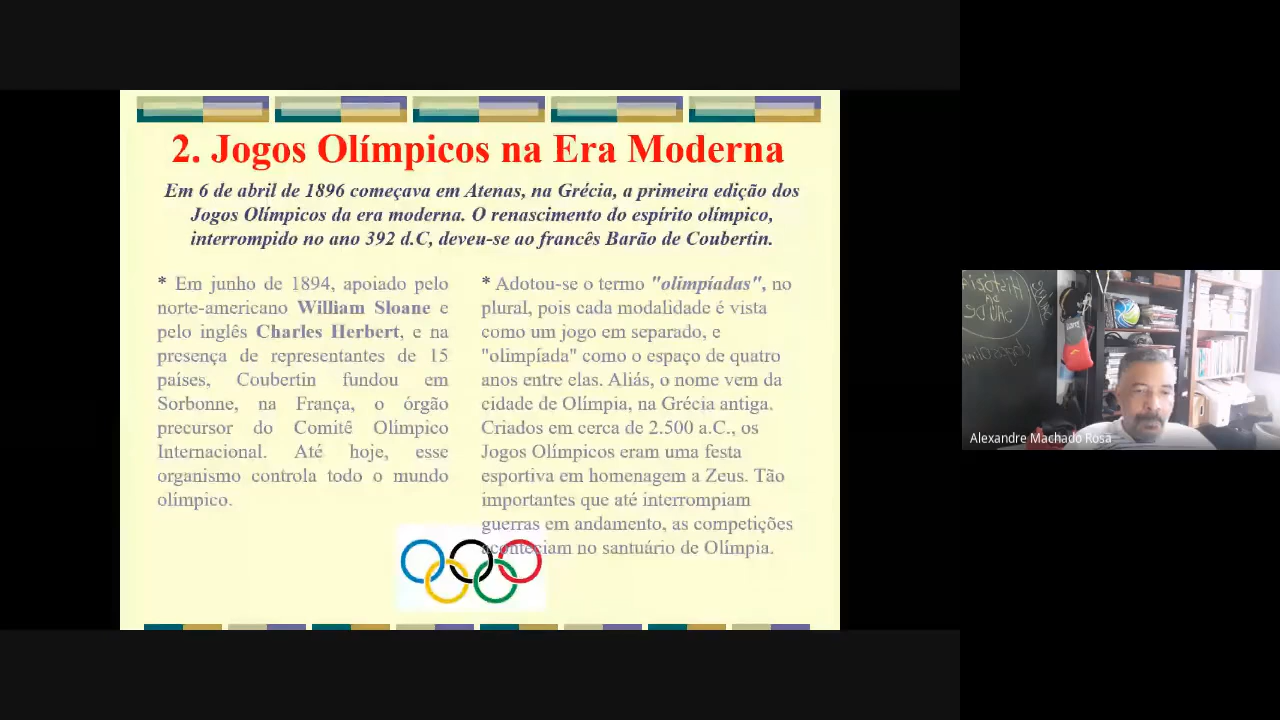 2. Jogos Olímpicos na Era Moderna
Em 6 de abril de 1896 começava em Atenas, na Grécia, a primeira edição dos
Jogos Olímpicos da era moderna. O renascimento do espírito olímpico,
interrompido no ano 392 d.C, deveu-se ao francês Barão de Coubertin.
* Em junho de 1894, apoiado pelo
norte-americano William Sloane e
pelo inglês Charles Herbert, e na
presença de representantes de 15
países, Coubertin fundou em
Sorbonne, na França, o órgão
precursor do Comitê Olímpico
Internacional. Até hoje, esse
organismo controla todo o mundo
olímpico.
* Adotou-se o termo "olimpíadas", no
plural, pois cada modalidade é vista
como um jogo em separado, e
"olimpíada" como o espaço de quatro
anos entre elas. Aliás, o nome vem da
cidade de Olímpia, na Grécia antiga.
Criados em cerca de 2.500 a.C., os
Jogos Olímpicos eram uma festa
esportiva em homenagem a Zeus. Tão
importantes que até interrompiam
guerras em andamento, as competições
aconteciam no santuário de Olímpia.
História
DA
SAÚDE
Alexandre Machado Rosa